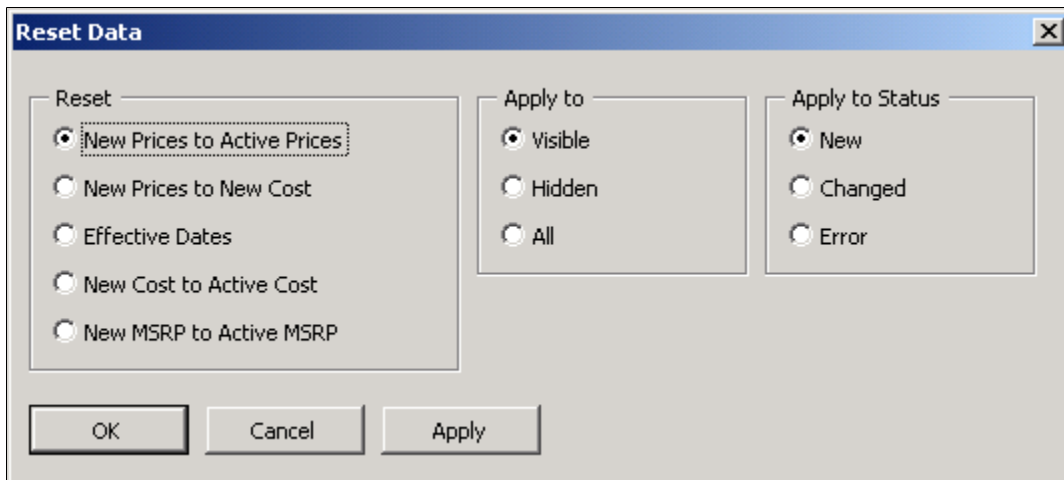 Reset Data
Reset
New Prices to Active Prices
New Prices to New Cost
Effective Dates
New Cost to Active Cost
New MSRP to Active MSRP
Apply to
Visible
Hidden
All
Apply to Status
New
Changed
Error
OK
Cancel
Apply